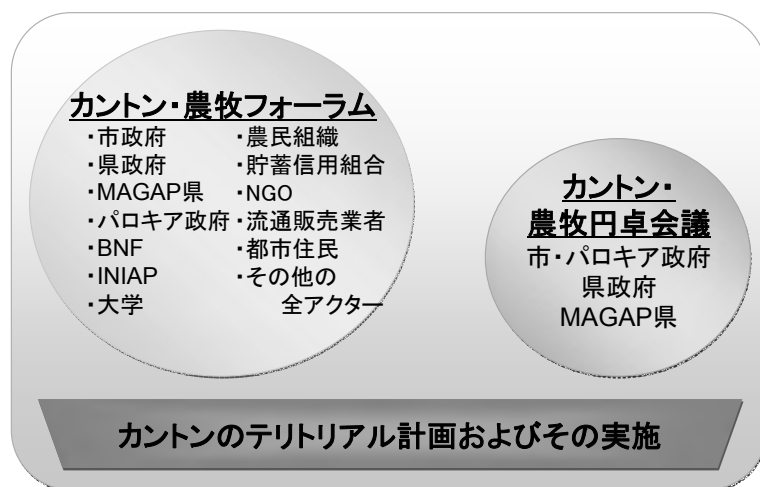 カントン・農牧フォーラム
・市政府
・県政府
・MAGAP県
・パロキア政府
・BNF
・INIAP
・大学
・農民組織
・貯蓄信用組合
・NGO
・流通販売業者
・都市住民
・その他の
全アクター
カントン・
農牧円卓会議
市・パロキア政府
県政府
MAGAP県
カントンのテリトリアル計画およびその実施